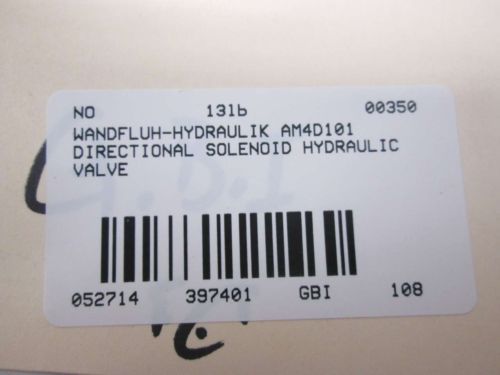 NO 131b 00350
WANDFLUH-HYDRAULIK AM4D101
DIRECTIONAL SOLENOID HYDRAULIC
VALVE
052714 397401 GBI 108